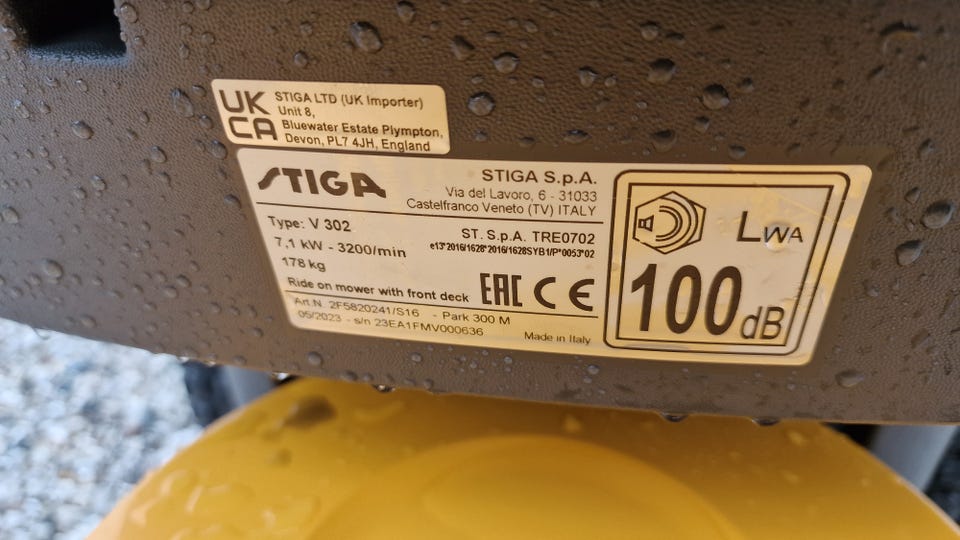 UK
CA
STIGA LTD (UK Importer)
Unit 8,
Bluewater Estate Plympton,
Devon, PL7 4JH, England
STIGA
STIGA S.p.A.
Via del Lavoro, 6 - 31033
Castelfranco Veneto (TV) ITALY
Type: V 302
7,1 kW - 3200/min
178 kg
ST. S.p.A. TRE0702
e13*2016/1628*2016/1628SYB1/P*0053*02
Ride on mower with front deck
EAC CE
Art.N. 2F5820241/S16 - Park 300 M
05/2023 - s/n 23EA1FMV000636
Made in Italy
LWA
100 dB